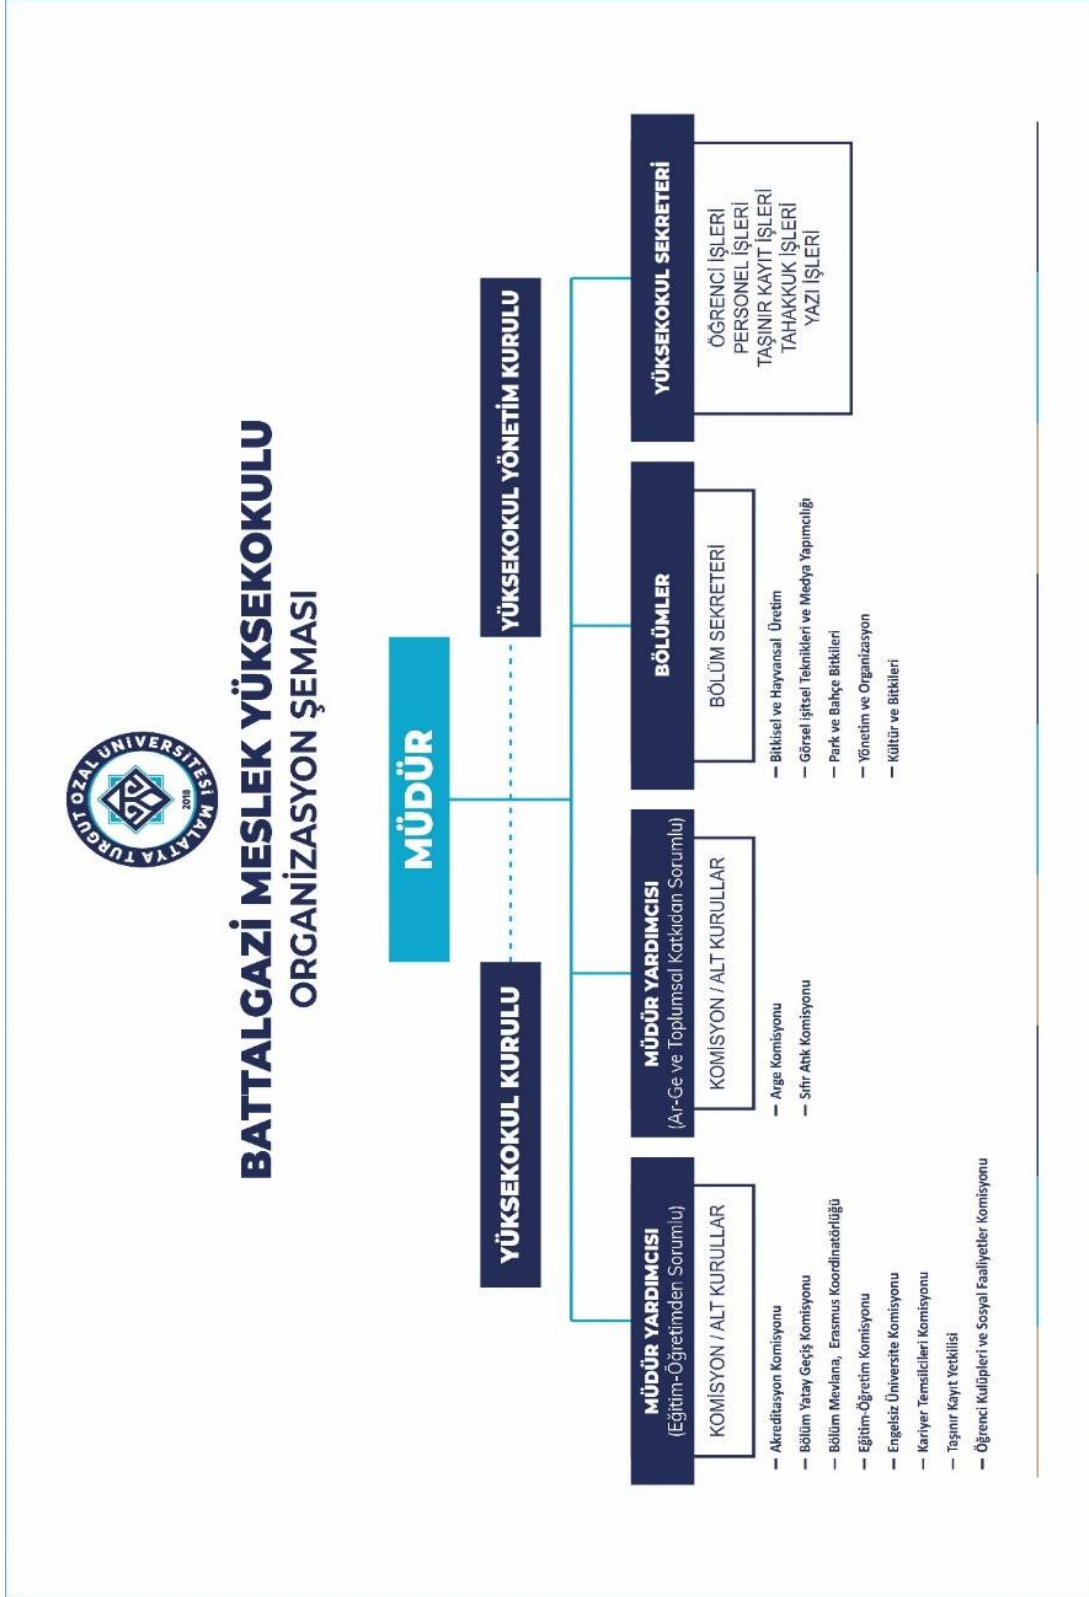 MALATYA TURGUT OZAL ÜNİVERSİTESİ
2018
BATTALGAZİ MESLEK YÜKSEKOKULU
ORGANİZASYON ŞEMASI
MÜDÜR
YÜKSEKOKUL KURULU
YÜKSEKOKUL YÖNETİM KURULU
MÜDÜR YARDIMCISI
(Eğitim-Öğretimden Sorumlu)
KOMİSYON / ALT KURULLAR
— Akreditasyon Komisyonu
— Bölüm Yatay Geçiş Komisyonu
— Bölüm Mevlana, Erasmus Koordinatörlüğü
— Eğitim-Öğretim Komisyonu
— Engelsiz Üniversite Komisyonu
— Kariyer Temsilcileri Komisyonu
— Taşınır Kayıt Yetkilisi
— Öğrenci Kulüpleri ve Sosyal Faaliyetler Komisyonu
MÜDÜR YARDIMCISI
(Ar-Ge ve Toplumsal Katkıdan Sorumlu)
KOMİSYON / ALT KURULLAR
— Arge Komisyonu
— Sıfır Atık Komisyonu
BÖLÜMLER
BÖLÜM SEKRETERİ
— Bitkisel ve Hayvansal Üretim
— Görsel işitsel Teknikleri ve Medya Yapımcılığı
— Park ve Bahçe Bitkileri
— Yönetim ve Organizasyon
— Kültür ve Bitkileri
YÜKSEKOKUL SEKRETERİ
ÖĞRENCİ İŞLERİ
PERSONEL İŞLERİ
TAŞINIR KAYIT İŞLERİ
TAHAKKUK İŞLERİ
YAZI İŞLERİ